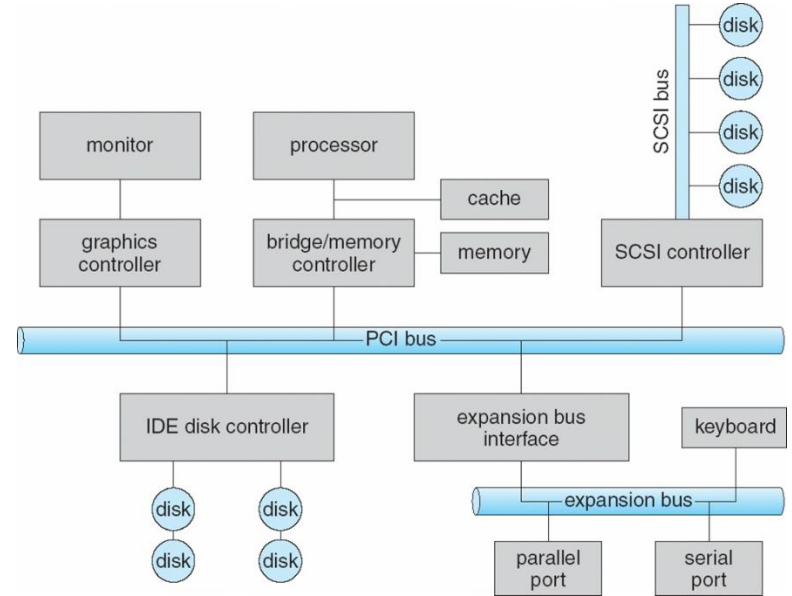 disk
disk
disk
disk
SCSI bus
monitor
processor
cache
graphics
controller
bridge/memory
controller
memory
SCSI controller
PCI bus
IDE disk controller
expansion bus
interface
keyboard
disk
disk
disk
disk
expansion bus
parallel
port
serial
port